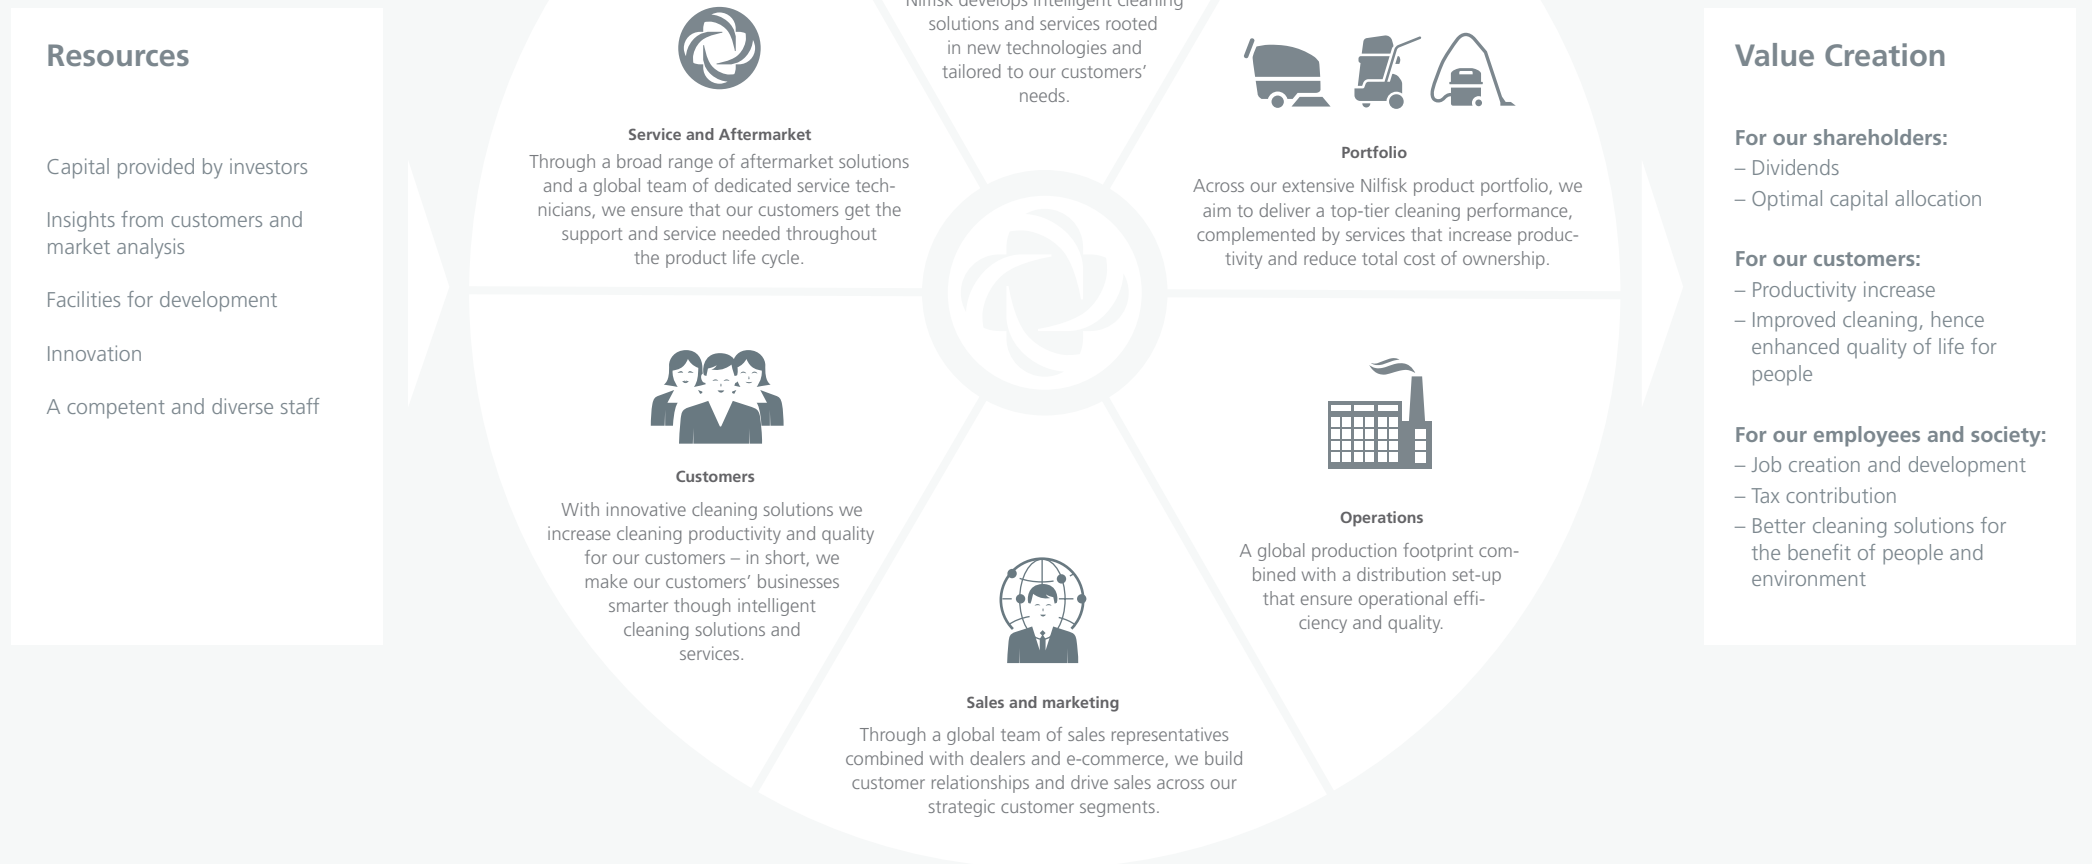 Resources
Capital provided by investors
Insights from customers and
market analysis
Facilities for development
Innovation
A competent and diverse staff
Nilfisk develops intelligent cleaning
solutions and services rooted
in new technologies and
tailored to our customers’
needs.
Service and Aftermarket
Through a broad range of aftermarket solutions
and a global team of dedicated service tech-
nicians, we ensure that our customers get the
support and service needed throughout
the product life cycle.
Portfolio
Across our extensive Nilfisk product portfolio, we
aim to deliver a top-tier cleaning performance,
complemented by services that increase produc-
tivity and reduce total cost of ownership.
Customers
With innovative cleaning solutions we
increase cleaning productivity and quality
for our customers – in short, we
make our customers’ businesses
smarter though intelligent
cleaning solutions and
services.
Operations
A global production footprint com-
bined with a distribution set-up
that ensure operational effi-
ciency and quality.
Sales and marketing
Through a global team of sales representatives
combined with dealers and e-commerce, we build
customer relationships and drive sales across our
strategic customer segments.
Value Creation
For our shareholders:
– Dividends
– Optimal capital allocation
For our customers:
– Productivity increase
– Improved cleaning, hence
enhanced quality of life for
people
For our employees and society:
– Job creation and development
– Tax contribution
– Better cleaning solutions for
the benefit of people and
environment